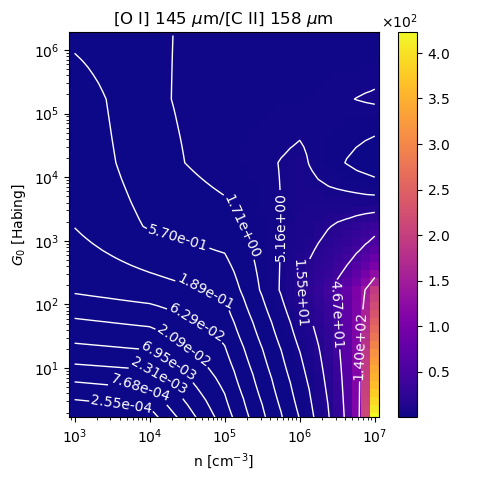 [O I] 145 μm/[C II] 158 μm
×10²
10⁶
10⁵
10⁴
10³
10²
10¹
G₀ [Habing]
5.70e-01
1.71e+00
5.16e+00
1.89e-01
1.55e+01
4.67e+01
6.29e-02
2.09e-02
1.40e+02
6.95e-03
2.31e-03
7.68e-04
2.55e-04
10³
10⁴
10⁵
10⁶
10⁷
n [cm⁻³]
4.0
3.5
3.0
2.5
2.0
1.5
1.0
0.5